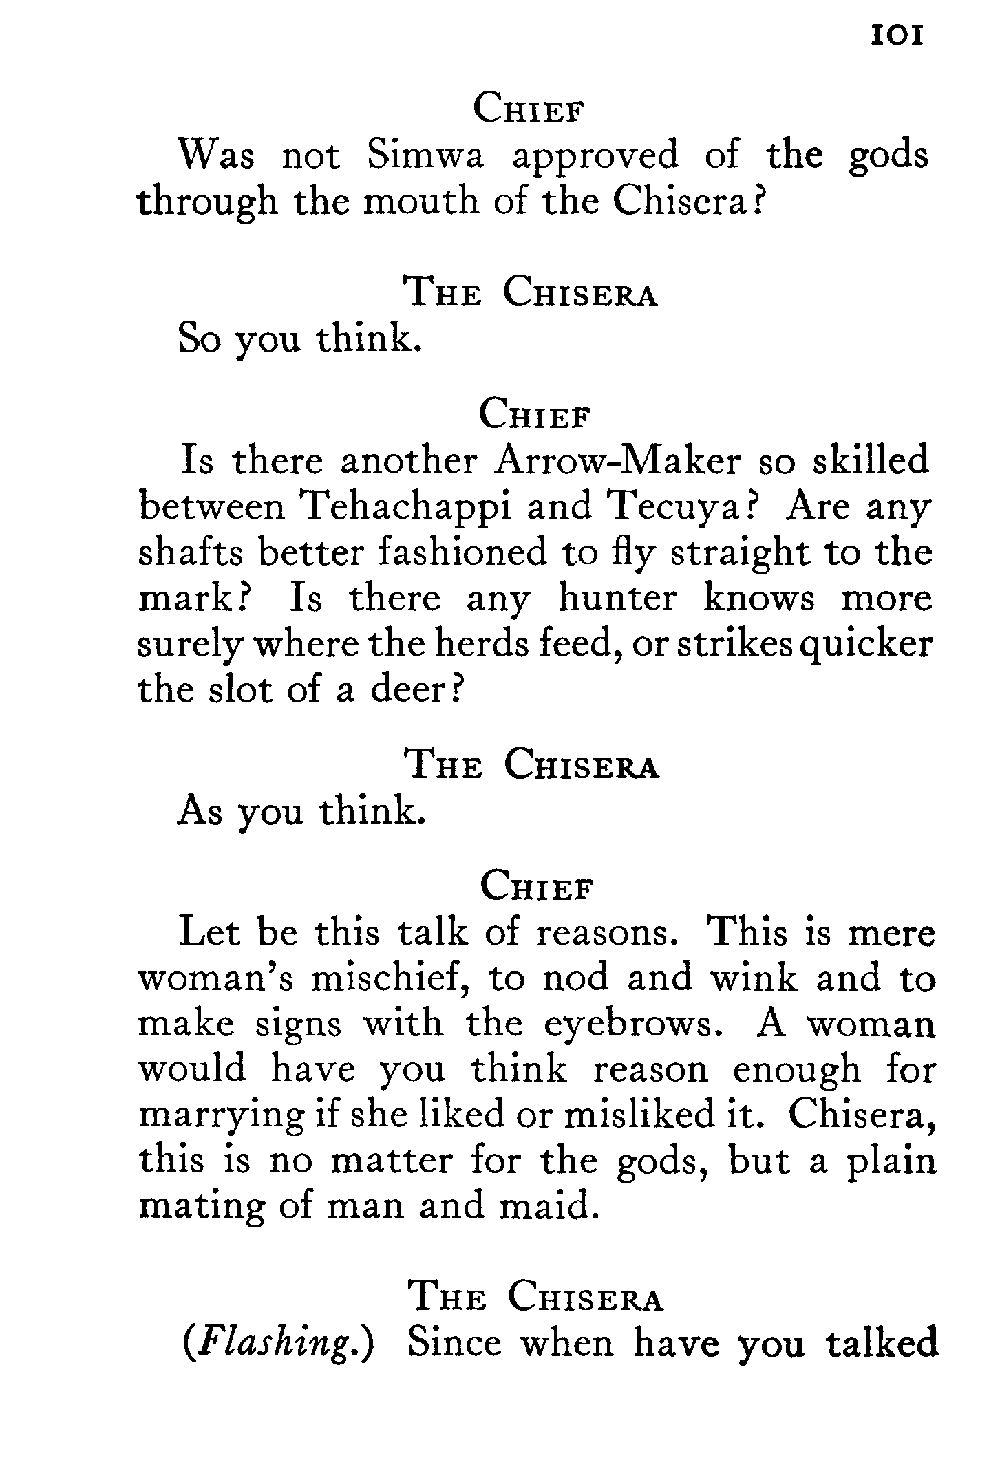 101
CHIEF
Was not Simwa approved of the gods
through the mouth of the Chisera?
THE CHISERA
So you think.
CHIEF
Is there another Arrow-Maker so skilled
between Tehachappi and Tecuya? Are any
shafts better fashioned to fly straight to the
mark? Is there any hunter knows more
surely where the herds feed, or strikes quicker
the slot of a deer?
THE CHISERA
As you think.
CHIEF
Let be this talk of reasons. This is mere
woman's mischief, to nod and wink and to
make signs with the eyebrows. A woman
would have you think reason enough for
marrying if she liked or misliked it. Chisera,
this is no matter for the gods, but a plain
mating of man and maid.
THE CHISERA
(Flashing.) Since when have you talked